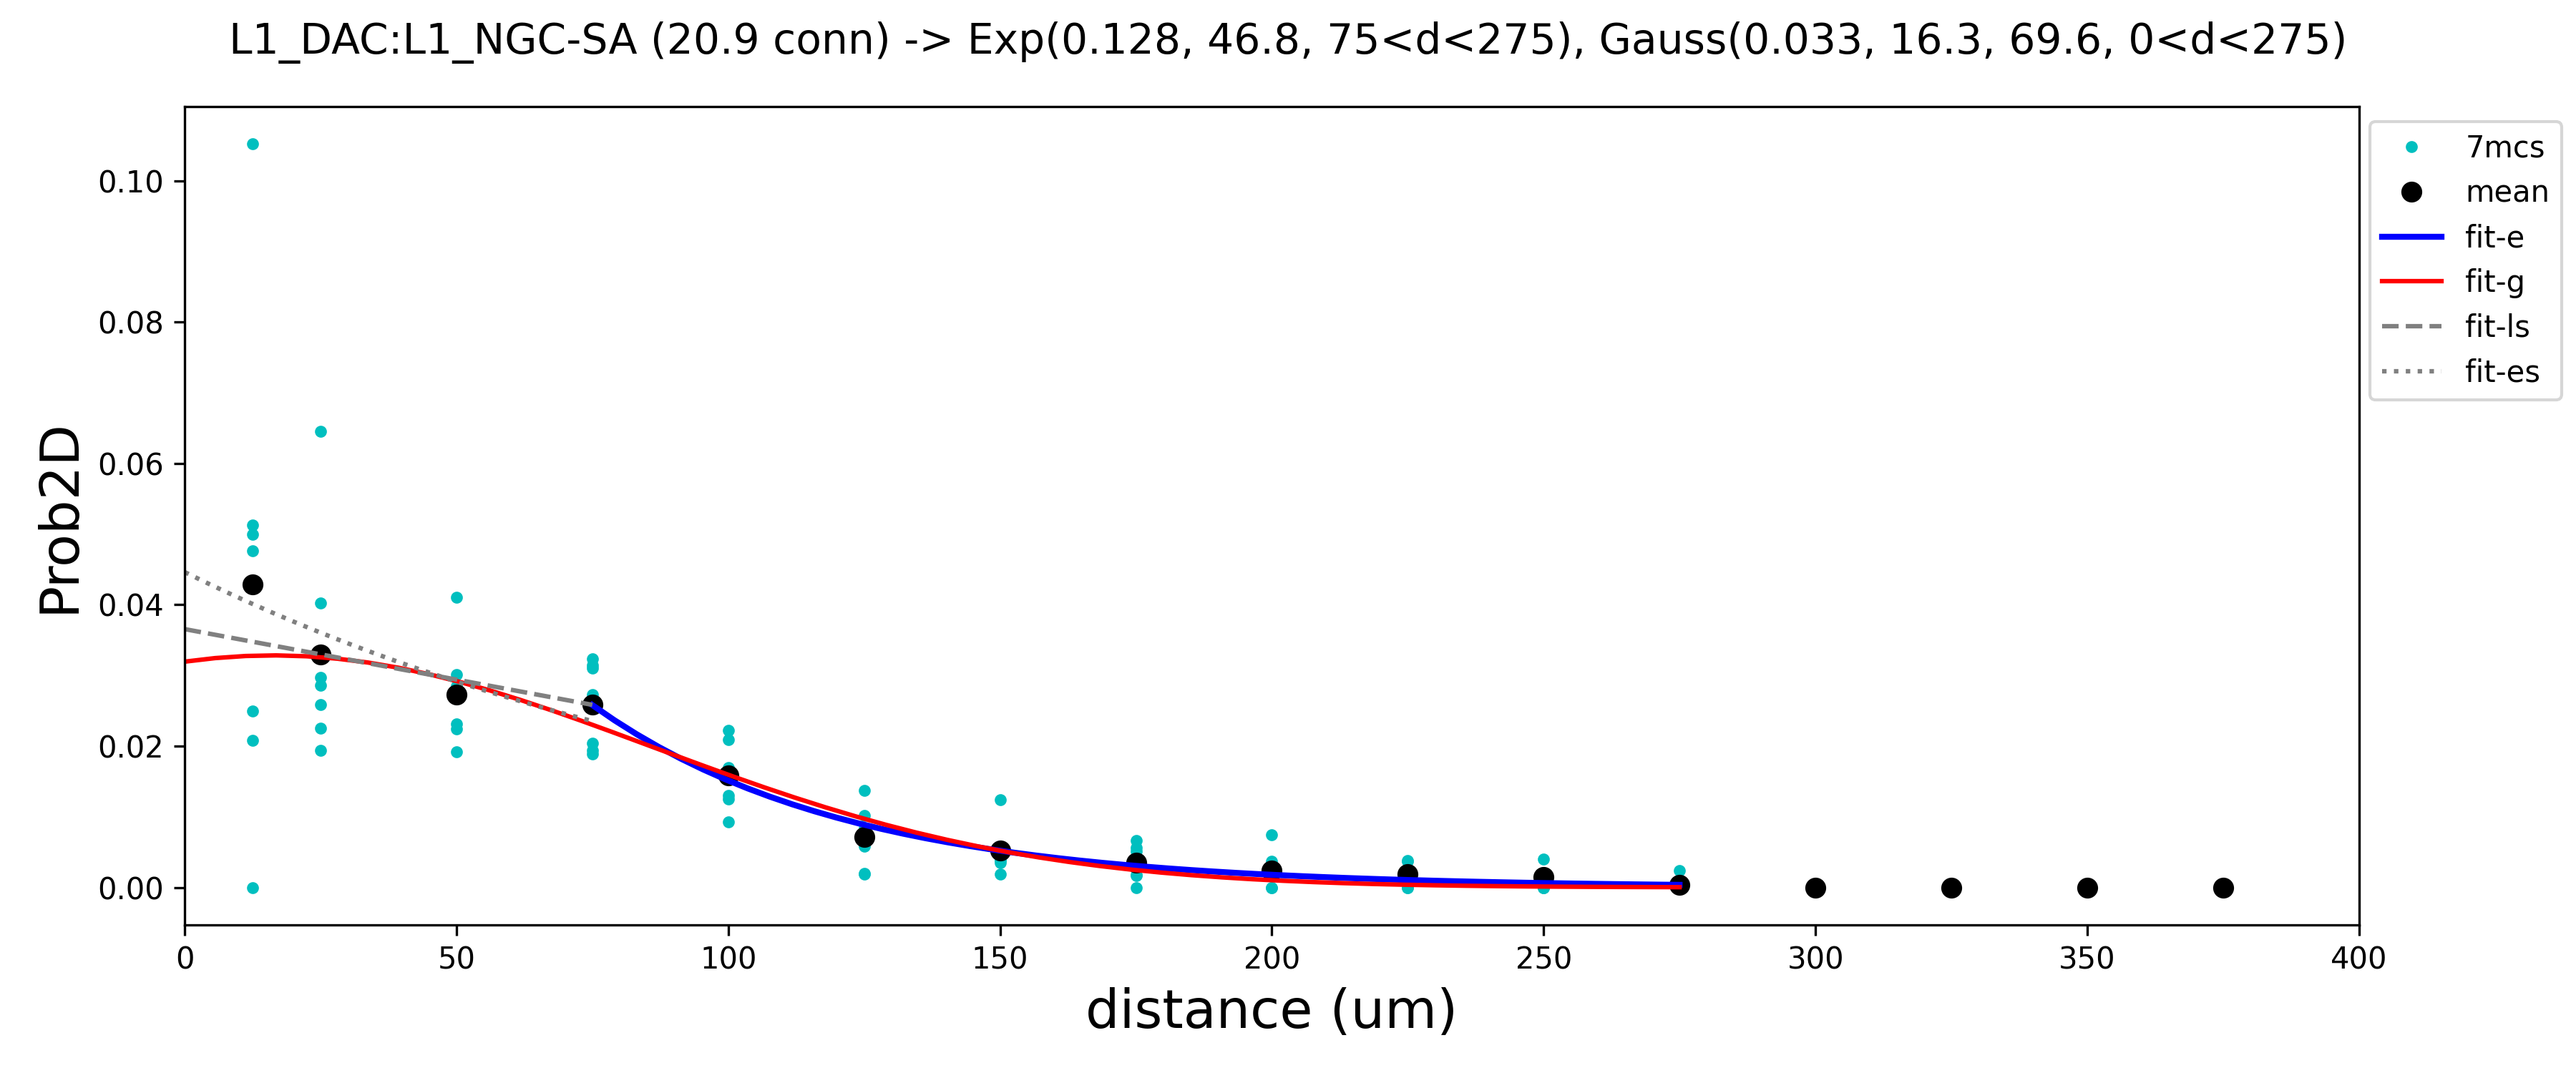 L1_DAC:L1_NGC-SA (20.9 conn) -> Exp(0.128, 46.8, 75<d<275), Gauss(0.033, 16.3, 69.6, 0<d<275)
7mcs
mean
fit-e
fit-g
fit-ls
fit-es
Prob2D
0.10
0.08
0.06
0.04
0.02
0.00
0 50 100 150 200 250 300 350 400
distance (um)